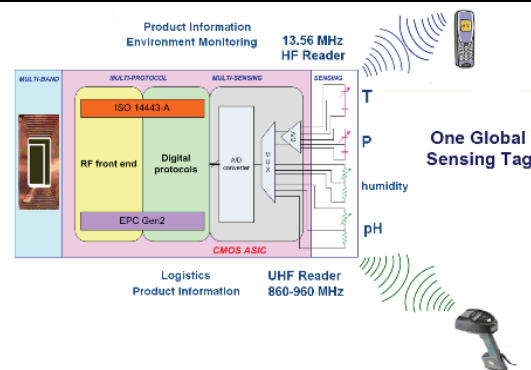 Product Information
Environment Monitoring
13.56 MHz
HF Reader
MULTI-BAND
MULTI-PROTOCOL
MULTI-SENSING
SENSING
ISO 14443-A
RF front end
Digital
protocols
A/D
converter
MUX
C/V
EPC Gen2
CMOS ASIC
T
P
humidity
pH
One Global
Sensing Tag
Logistics
Product Information
UHF Reader
860-960 MHz